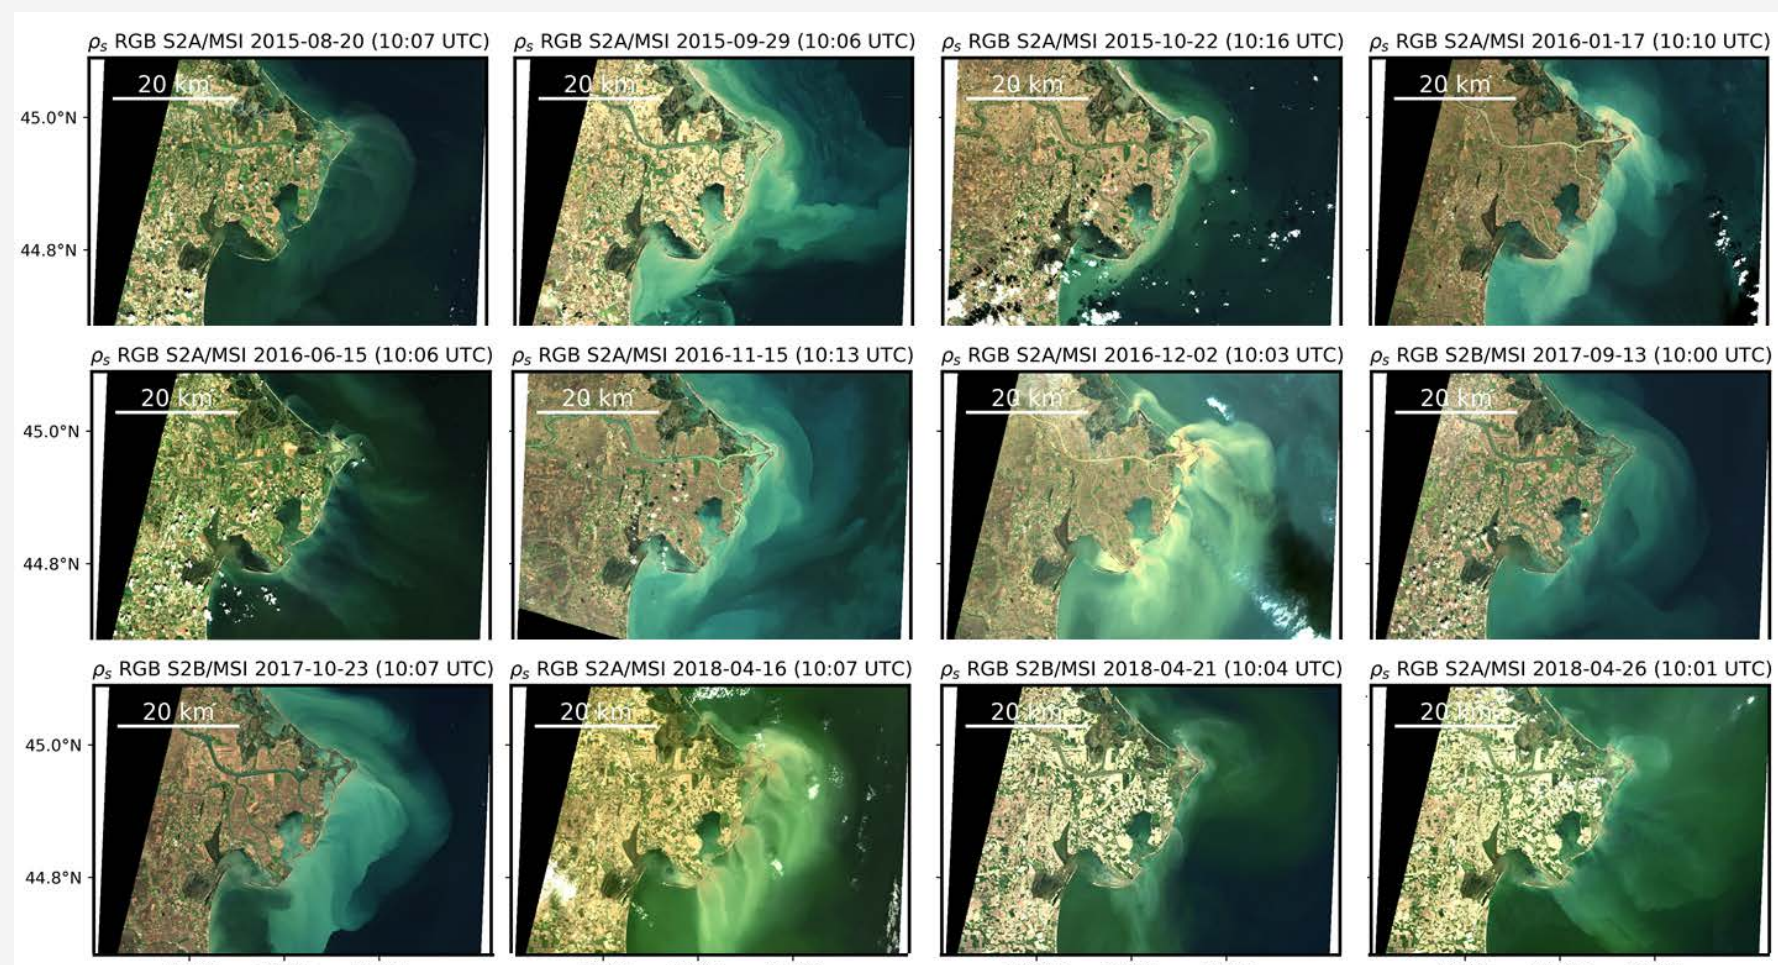 ρs RGB S2A/MSI 2015-08-20 (10:07 UTC)
ρs RGB S2A/MSI 2015-09-29 (10:06 UTC)
ρs RGB S2A/MSI 2015-10-22 (10:16 UTC)
ρs RGB S2A/MSI 2016-01-17 (10:10 UTC)
20 km
20 km
20 km
20 km
45.0°N
44.8°N
ρs RGB S2A/MSI 2016-06-15 (10:06 UTC)
ρs RGB S2A/MSI 2016-11-15 (10:13 UTC)
ρs RGB S2A/MSI 2016-12-02 (10:03 UTC)
ρs RGB S2B/MSI 2017-09-13 (10:00 UTC)
20 km
20 km
20 km
20 km
45.0°N
44.8°N
ρs RGB S2B/MSI 2017-10-23 (10:07 UTC)
ρs RGB S2A/MSI 2018-04-16 (10:07 UTC)
ρs RGB S2B/MSI 2018-04-21 (10:04 UTC)
ρs RGB S2A/MSI 2018-04-26 (10:01 UTC)
20 km
20 km
20 km
20 km
45.0°N
44.8°N